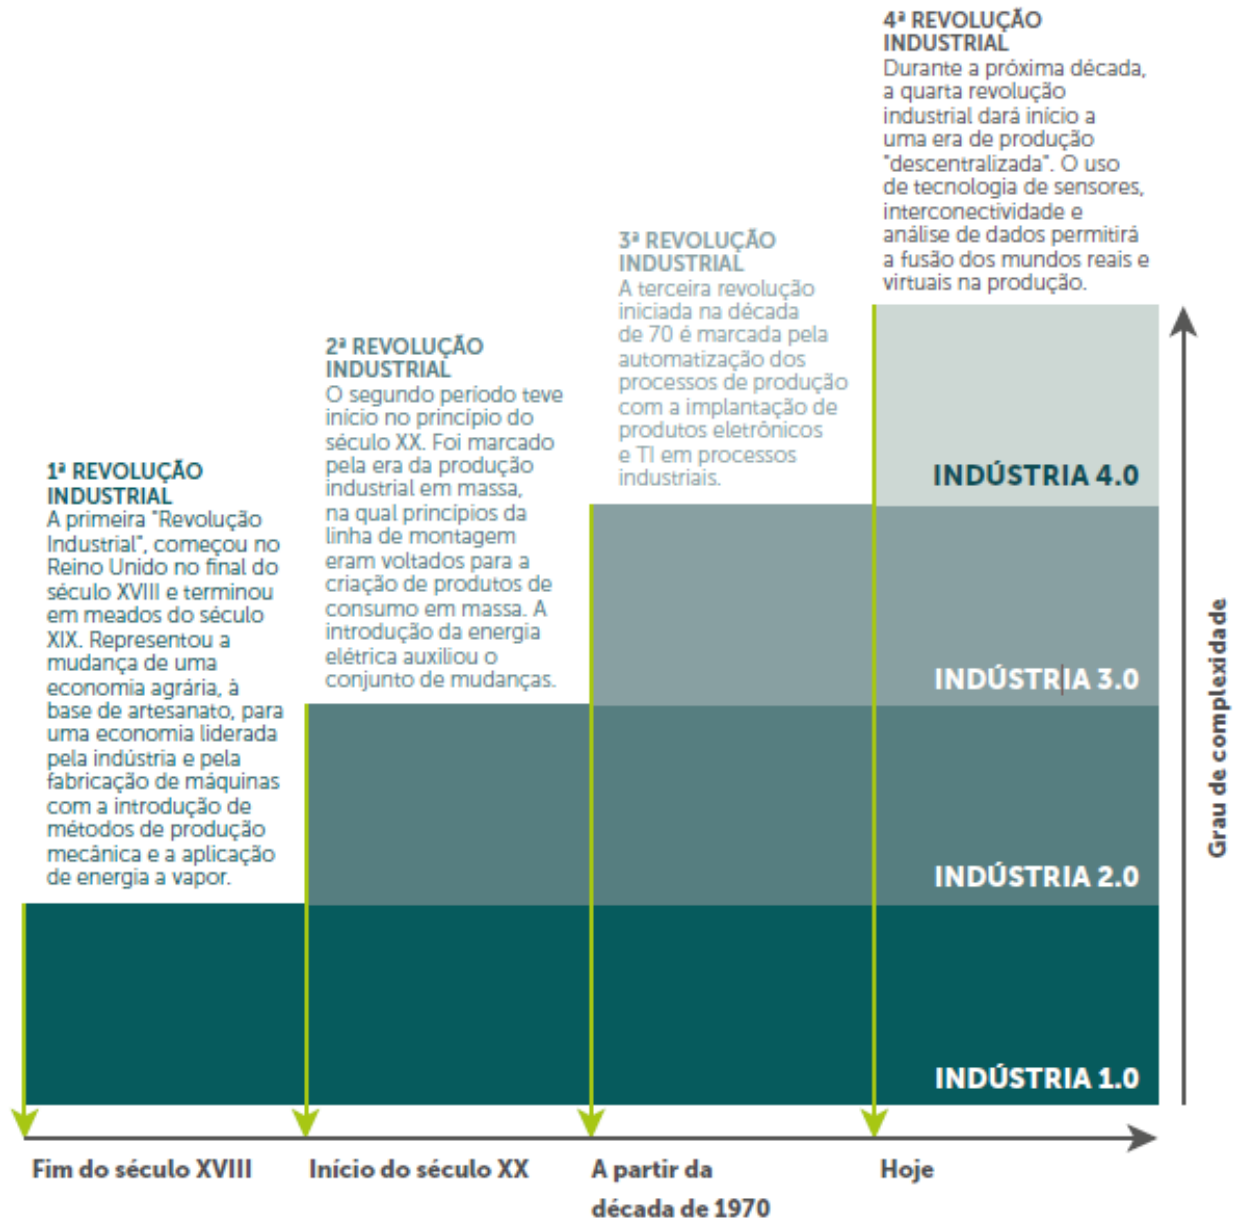 4ª REVOLUÇÃO
INDUSTRIAL
Durante a próxima década,
a quarta revolução
industrial dará início a
uma era de produção
"descentralizada". O uso
de tecnologia de sensores,
interconectividade e
análise de dados permitirá
a fusão dos mundos reais e
virtuais na produção.
3ª REVOLUÇÃO
INDUSTRIAL
A terceira revolução
iniciada na década
de 70 é marcada pela
automatização dos
processos de produção
com a implantação de
produtos eletrônicos
e TI em processos
industriais.
2ª REVOLUÇÃO
INDUSTRIAL
O segundo período teve
início no princípio do
século XX. Foi marcado
pela era da produção
industrial em massa,
na qual princípios da
linha de montagem
eram voltados para a
criação de produtos de
consumo em massa. A
introdução da energia
elétrica auxiliou o
conjunto de mudanças.
1ª REVOLUÇÃO
INDUSTRIAL
A primeira "Revolução
Industrial", começou no
Reino Unido no final do
século XVIII e terminou
em meados do século
XIX. Representou a
mudança de uma
economia agrária, à
base de artesanato, para
uma economia liderada
pela indústria e pela
fabricação de máquinas
com a introdução de
métodos de produção
mecânica e a aplicação
de energia a vapor.
INDÚSTRIA 4.0
INDÚSTRIA 3.0
INDÚSTRIA 2.0
INDÚSTRIA 1.0
Grau de complexidade
Fim do século XVIII
Início do século XX
A partir da
década de 1970
Hoje